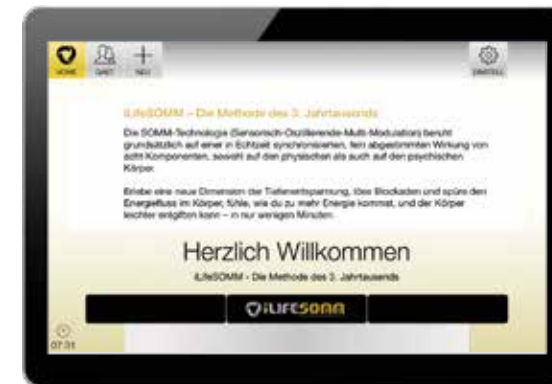 HOME GAST NEU EINSTELL.
iLifeSOMM – Die Methode des 3. Jahrtausends
Die SOMM-Technologie (Sensorisch-Oszillierende-Multi-Modulation) beruht
grundsätzlich auf einer in Echtzeit synchronisierten, fein abgestimmten Wirkung von
acht Komponenten, sowohl auf den physischen als auch auf den psychischen
Körper.
Erlebe eine neue Dimension der Tiefenentspannung, löse Blockaden und spüre den
Energiefluss im Körper, fühle, wie du zu mehr Energie kommst, und der Körper
leichter entgiften kann – in nur wenigen Minuten.
Herzlich Willkommen
iLifeSOMM - Die Methode des 3. Jahrtausends
iLIFESOMM
07:31